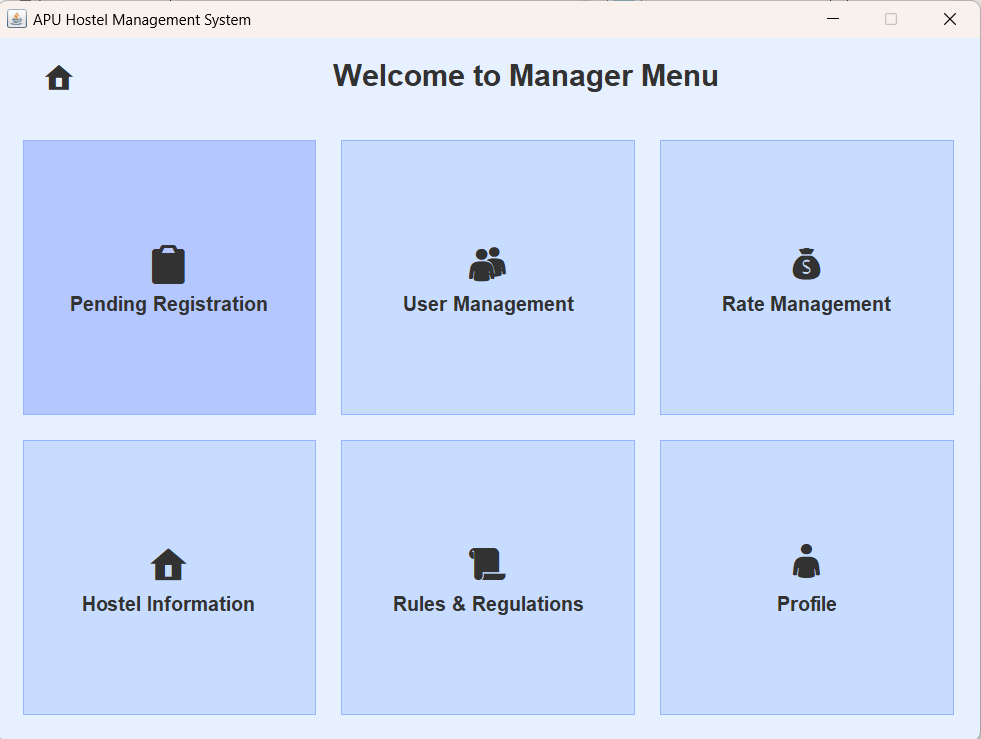 APU Hostel Management System
Welcome to Manager Menu
Pending Registration
User Management
$
Rate Management
Hostel Information
Rules & Regulations
Profile